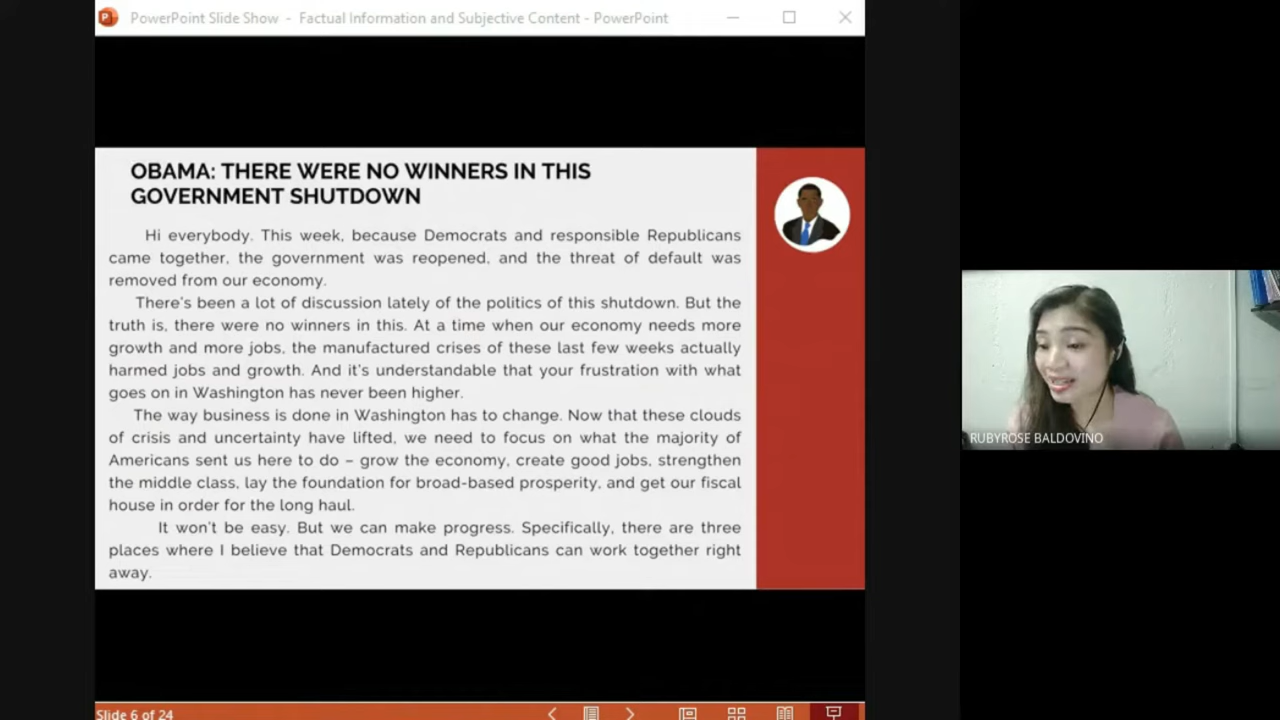 PowerPoint Slide Show - Factual Information and Subjective Content - PowerPoint
OBAMA: THERE WERE NO WINNERS IN THIS
GOVERNMENT SHUTDOWN
Hi everybody. This week, because Democrats and responsible Republicans
came together, the government was reopened, and the threat of default was
removed from our economy.
There's been a lot of discussion lately of the politics of this shutdown. But the
truth is, there were no winners in this. At a time when our economy needs more
growth and more jobs, the manufactured crises of these last few weeks actually
harmed jobs and growth. And it's understandable that your frustration with what
goes on in Washington has never been higher.
The way business is done in Washington has to change. Now that these clouds
of crisis and uncertainty have lifted, we need to focus on what the majority of
Americans sent us here to do – grow the economy, create good jobs, strengthen
the middle class, lay the foundation for broad-based prosperity, and get our fiscal
house in order for the long haul.
It won't be easy. But we can make progress. Specifically, there are three
places where I believe that Democrats and Republicans can work together right
away.
RUBYROSE BALDOVINO
Slide 6 of 24